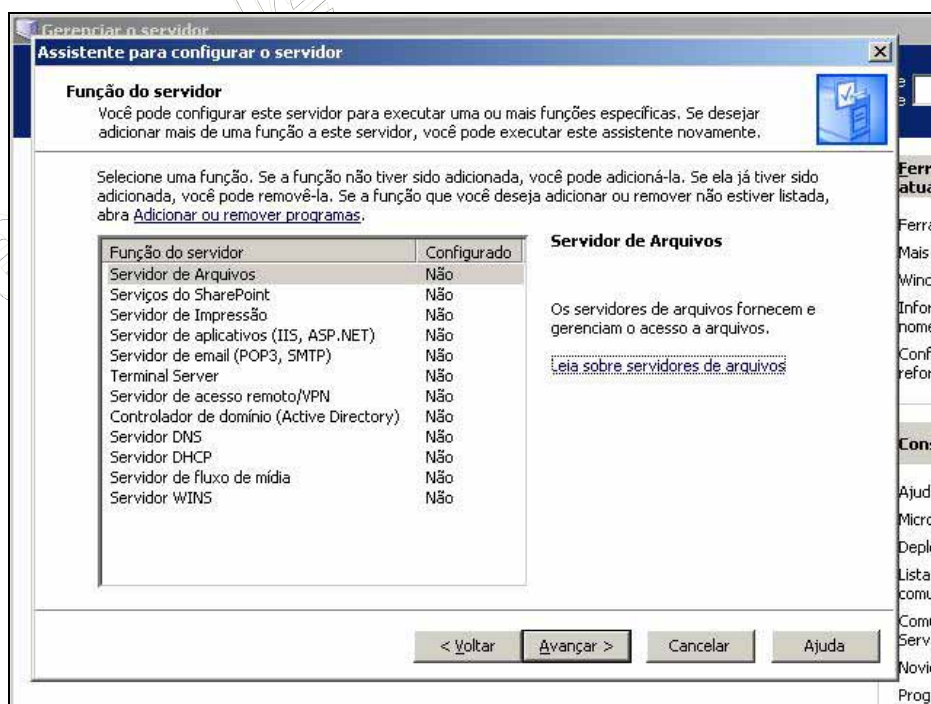 Gerenciar o servidor
Assistente para configurar o servidor
Função do servidor
Você pode configurar este servidor para executar uma ou mais funções específicas. Se desejar
adicionar mais de uma função a este servidor, você pode executar este assistente novamente.
Selecione uma função. Se a função não tiver sido adicionada, você pode adicioná-la. Se ela já tiver sido
adicionada, você pode removê-la. Se a função que você deseja adicionar ou remover não estiver listada,
abra Adicionar ou remover programas.
Função do servidor Configurado
Servidor de Arquivos Não
Serviços do SharePoint Não
Servidor de Impressão Não
Servidor de aplicativos (IIS, ASP.NET) Não
Servidor de email (POP3, SMTP) Não
Terminal Server Não
Servidor de acesso remoto/VPN Não
Controlador de domínio (Active Directory) Não
Servidor DNS Não
Servidor DHCP Não
Servidor de fluxo de mídia Não
Servidor WINS Não
Servidor de Arquivos
Os servidores de arquivos fornecem e
gerenciam o acesso a arquivos.
Leia sobre servidores de arquivos
< Voltar
Avançar >
Cancelar
Ajuda
Mais